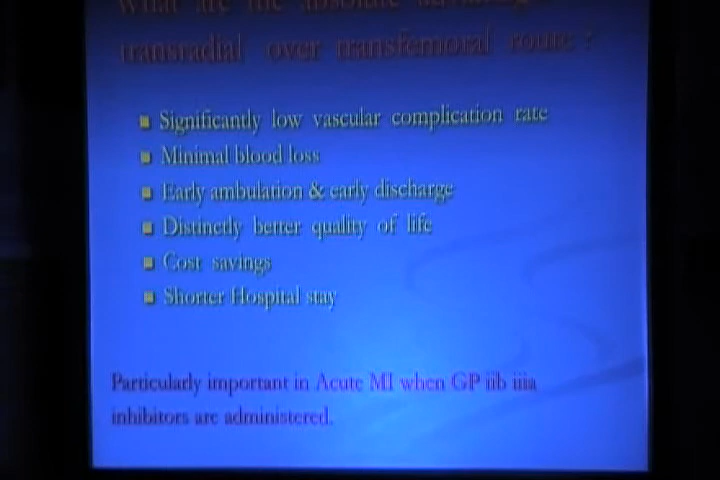 What are the absolute
transradial over transfemoral route ?
Significantly low vascular complication rate
Minimal blood loss
Early ambulation & early discharge
Distinctly better quality of life
Cost savings
Shorter Hospital stay
Particularly important in Acute MI when GP iib iiia
inhibitors are administered.